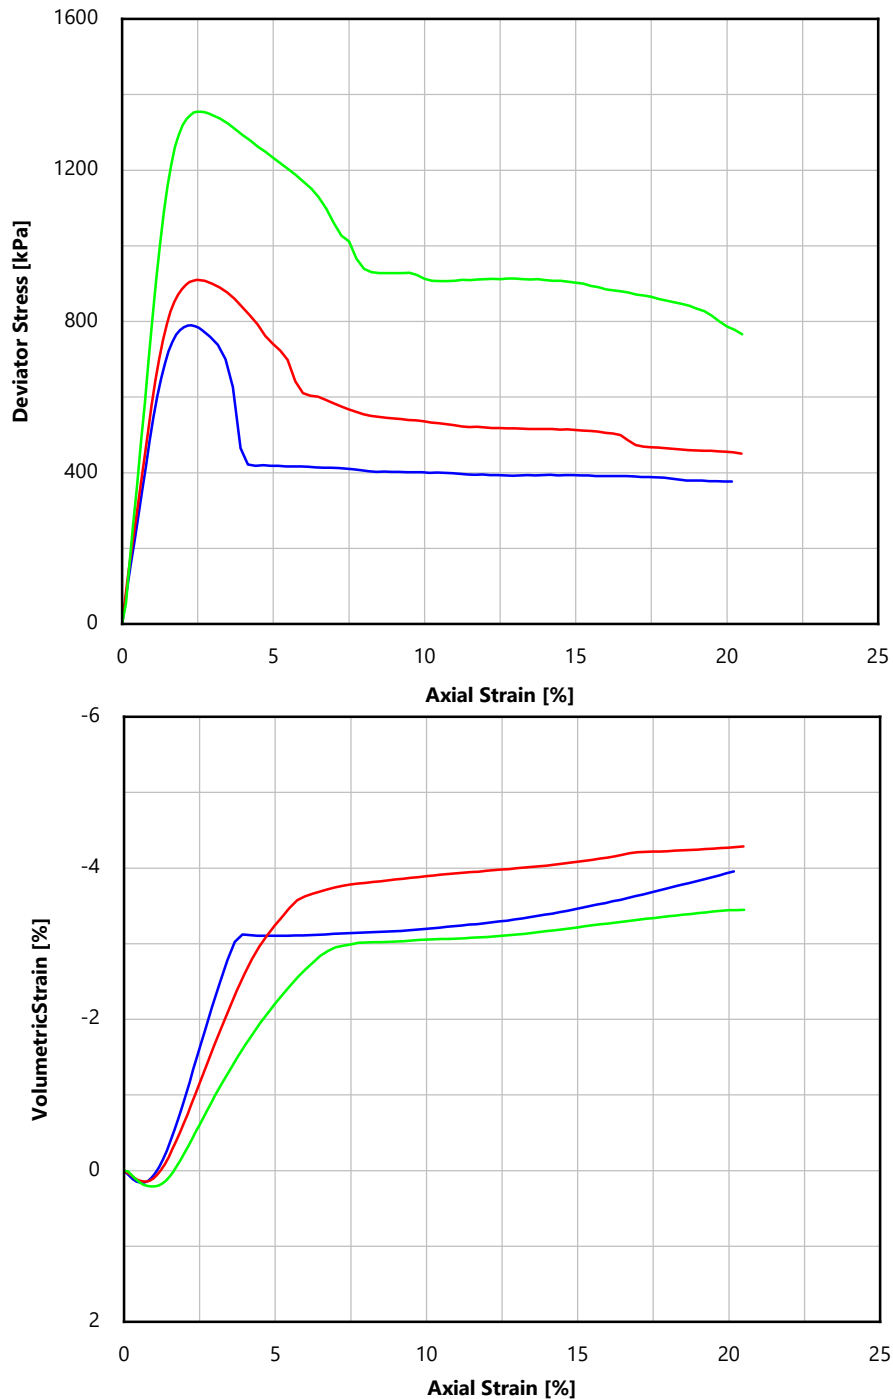 1600
1200
800
400
0
Deviator Stress [kPa]
0 5 10 15 20 25
Axial Strain [%]
-6
-4
-2
0
2
VolumetricStrain [%]
0 5 10 15 20 25
Axial Strain [%]